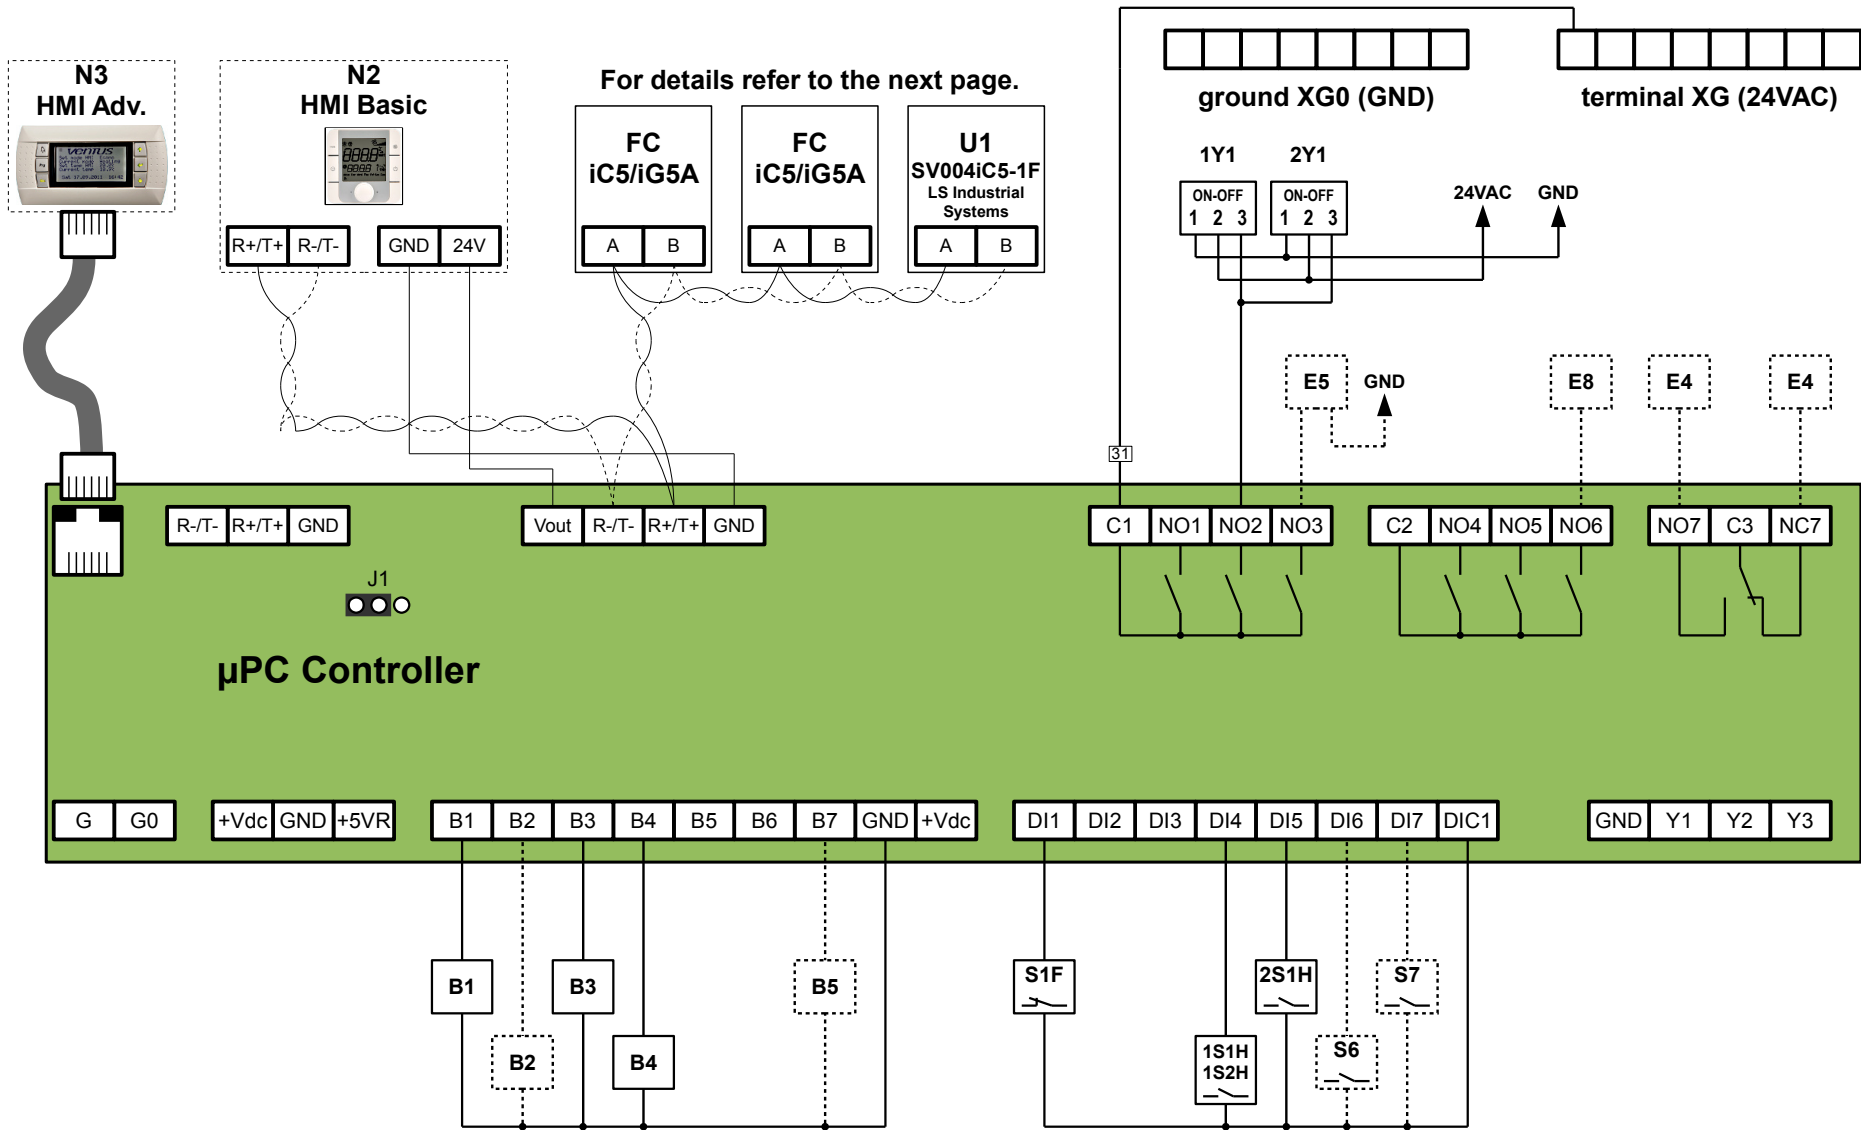 N3
HMI Adv.
VENTUS
N2
HMI Basic
R+/T+ R-/T- GND 24V
For details refer to the next page.
FC
iC5/iG5A
A B
FC
iC5/iG5A
A B
U1
SV004iC5-1F
LS Industrial
Systems
A B
ground XG0 (GND)
terminal XG (24VAC)
1Y1 2Y1
ON-OFF
1 2 3
ON-OFF
1 2 3
24VAC GND
E5 GND E8 E4 E4
31
R-/T- R+/T+ GND
Vout R-/T- R+/T+ GND
C1 NO1 NO2 NO3
C2 NO4 NO5 NO6
NO7 C3 NC7
J1
µPC Controller
G G0
+Vdc GND +5VR
B1 B2 B3 B4 B5 B6 B7 GND +Vdc
DI1 DI2 DI3 DI4 DI5 DI6 DI7 DIC1
GND Y1 Y2 Y3
B1 B3 B5
B2 B4
S1F 2S1H S7
1S1H
1S2H
S6